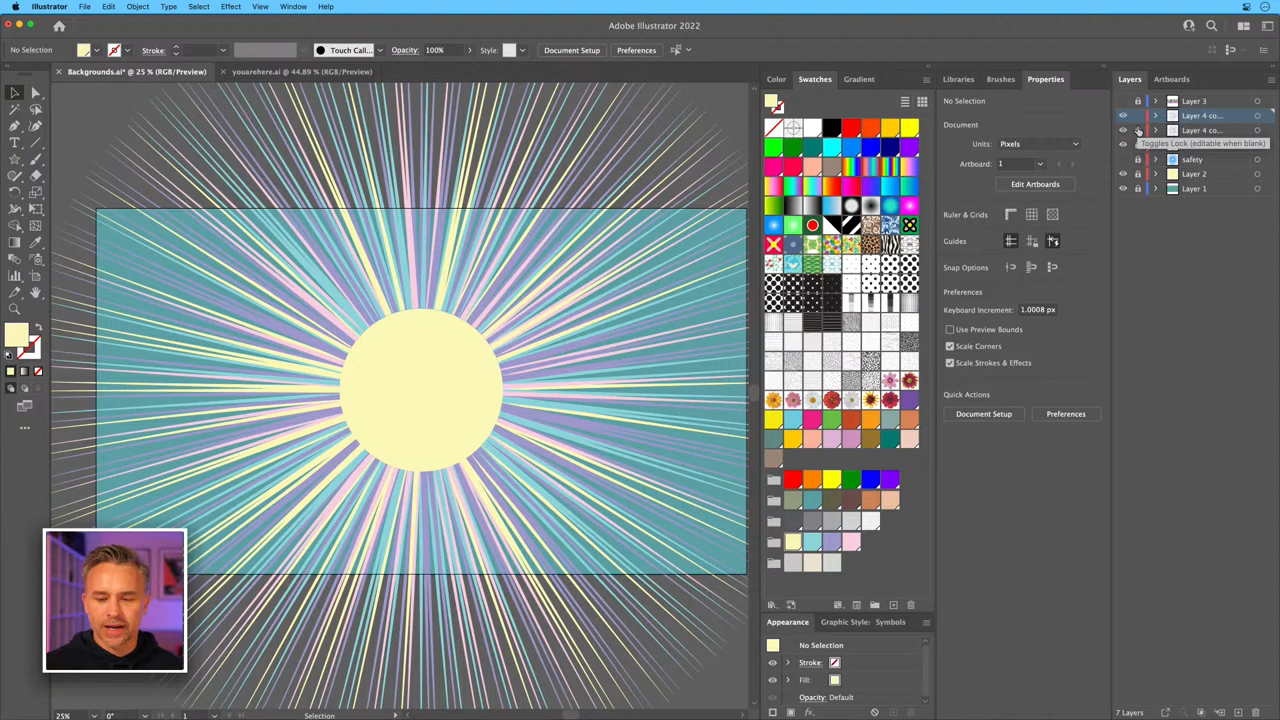 Illustrator File Edit Object Type Select Effect View Window Help
Adobe Illustrator 2022
No Selection Stroke: Touch Call... Opacity: 100% Style: Document Setup Preferences
Backgrounds.ai* @ 25 % (RGB/Preview) youarehere.ai @ 44.89 % (RGB/Preview)
Color Swatches Gradient
Libraries Brushes Properties
Layers Artboards
No Selection
Document
Units: Pixels
Artboard: 1
Edit Artboards
Ruler & Grids
Guides
Snap Options
Preferences
Keyboard Increment: 1.0008 px
Use Preview Bounds
Scale Corners
Scale Strokes & Effects
Quick Actions
Document Setup Preferences
Layer 3
Layer 4 co...
Layer 4 co...
Toggles Lock (editable when blank)
safety
Layer 2
Layer 1
Appearance Graphic Styles Symbols
No Selection
Stroke:
Fill:
Opacity: Default
25% 0° 1 Selection
7 Layers